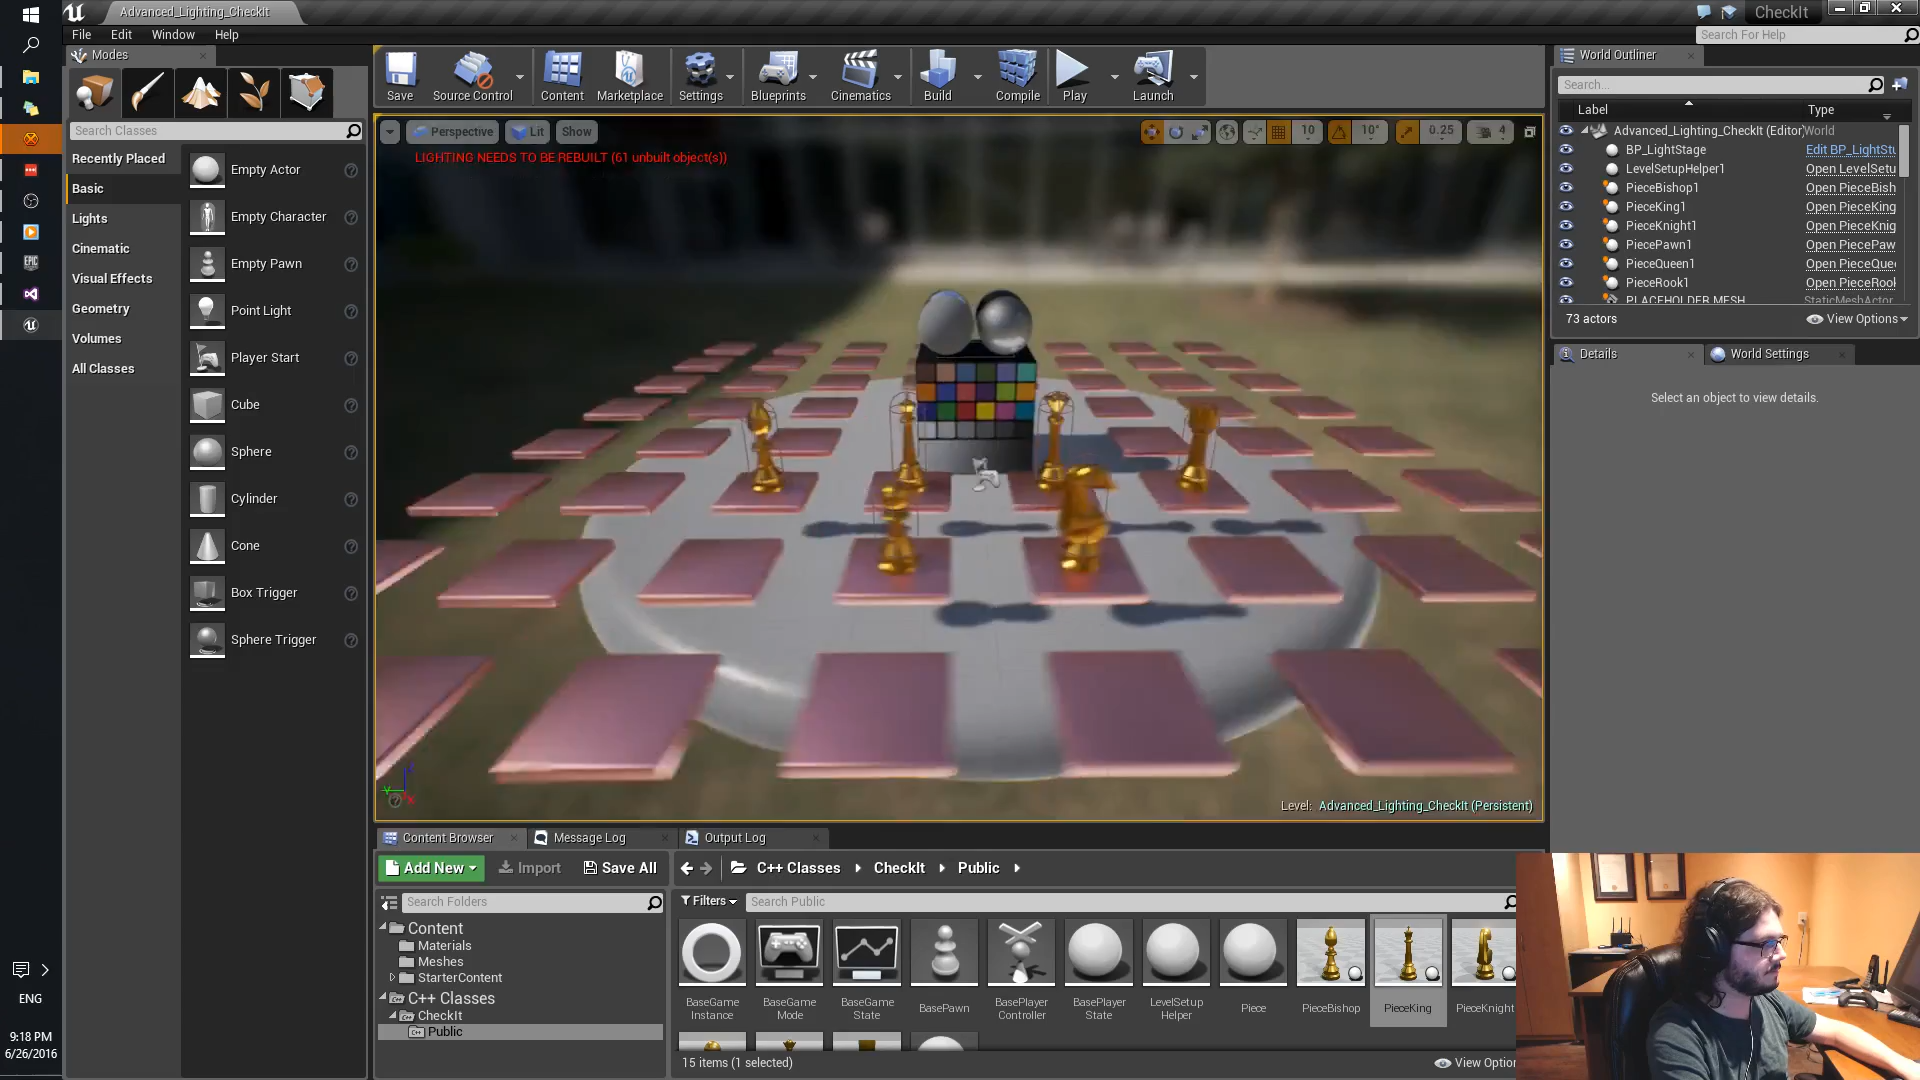 Advanced_Lighting_CheckIt
CheckIt
File Edit Window Help
Search For Help
Modes
Search Classes
Recently Placed
Basic
Lights
Cinematic
Visual Effects
Geometry
Volumes
All Classes
Empty Actor
Empty Character
Empty Pawn
Point Light
Player Start
Cube
Sphere
Cylinder
Cone
Box Trigger
Sphere Trigger
Save Source Control Content Marketplace Settings Blueprints Cinematics Build Compile Play Launch
Perspective Lit Show
10 10° 0.25 4
LIGHTING NEEDS TO BE REBUILT (61 unbuilt object(s))
Level: Advanced_Lighting_CheckIt (Persistent)
World Outliner
Search...
Label Type
Advanced_Lighting_CheckIt (Editor) World
BP_LightStage Edit BP_LightStu
LevelSetupHelper1 Open LevelSetu
PieceBishop1 Open PieceBish
PieceKing1 Open PieceKing
PieceKnight1 Open PieceKnig
PiecePawn1 Open PiecePaw
PieceQueen1 Open PieceQuee
PieceRook1 Open PieceRook
PLACEHOLDER MESH StaticMeshActor
73 actors View Options
Details World Settings
Select an object to view details.
Content Browser Message Log Output Log
Add New Import Save All
C++ Classes CheckIt Public
Search Folders
Filters Search Public
Content
Materials
Meshes
StarterContent
C++ Classes
CheckIt
Public
BaseGame Instance
BaseGame Mode
BaseGame State
BasePawn
BasePlayer Controller
BasePlayer State
LevelSetup Helper
Piece
PieceBishop
PieceKing
PieceKnight
15 items (1 selected)
View Option
EPIC
ENG
9:18 PM
6/26/2016